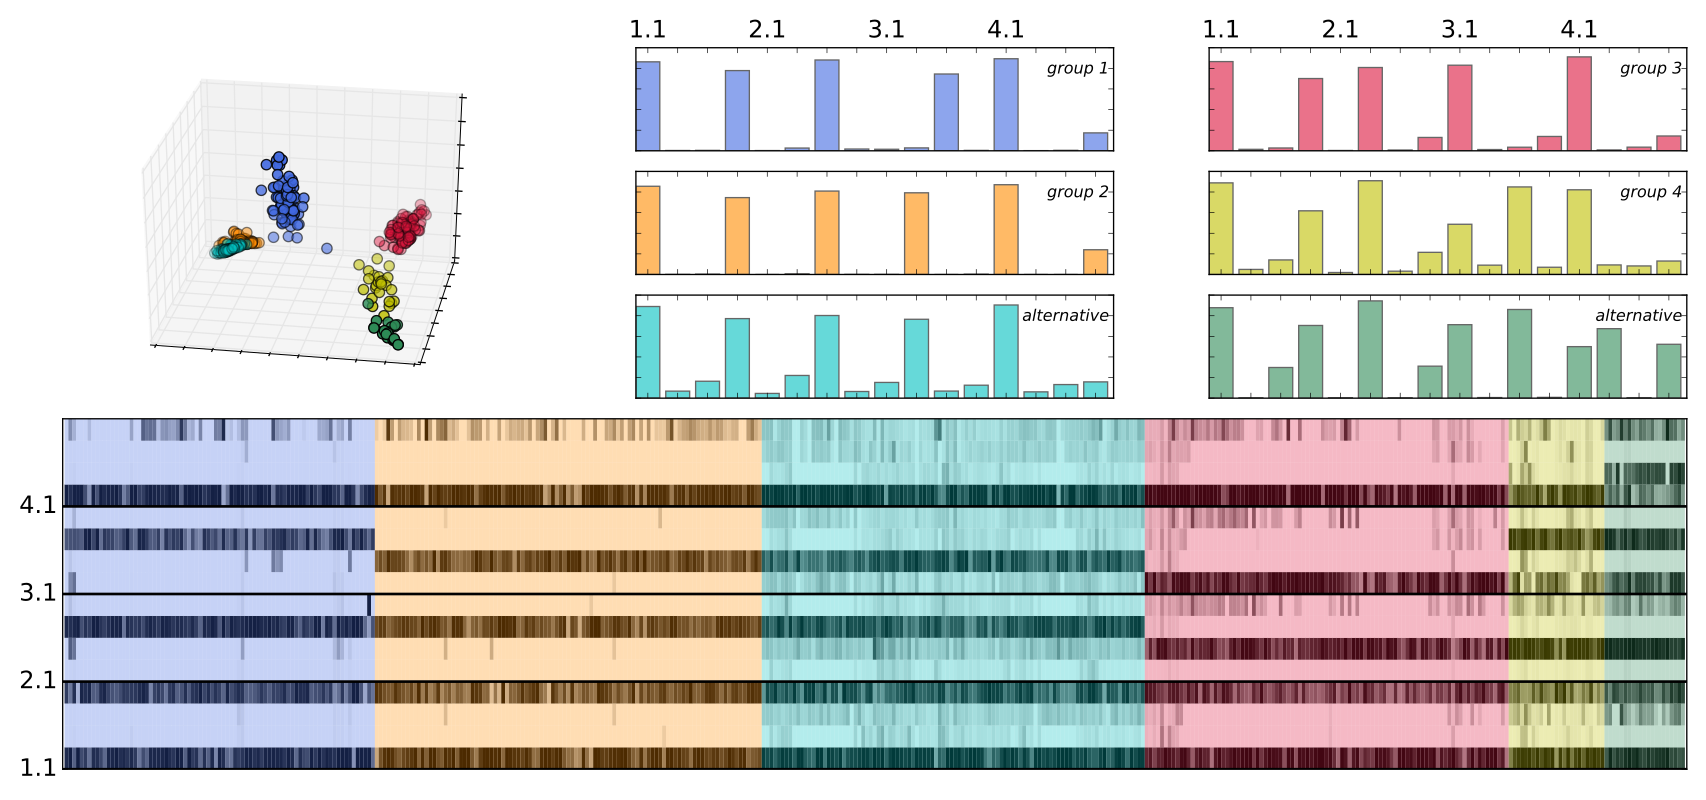 1.1 2.1 3.1 4.1
1.1 2.1 3.1 4.1
group 1
group 3
group 2
group 4
alternative
alternative
4.1
3.1
2.1
1.1